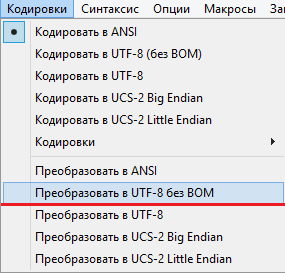 Кодировки Синтаксис Опции Макросы За
Кодировать в ANSI
Кодировать в UTF-8 (без BOM)
Кодировать в UTF-8
Кодировать в UCS-2 Big Endian
Кодировать в UCS-2 Little Endian
Кодировки
Преобразовать в ANSI
Преобразовать в UTF-8 без BOM
Преобразовать в UTF-8
Преобразовать в UCS-2 Big Endian
Преобразовать в UCS-2 Little Endian